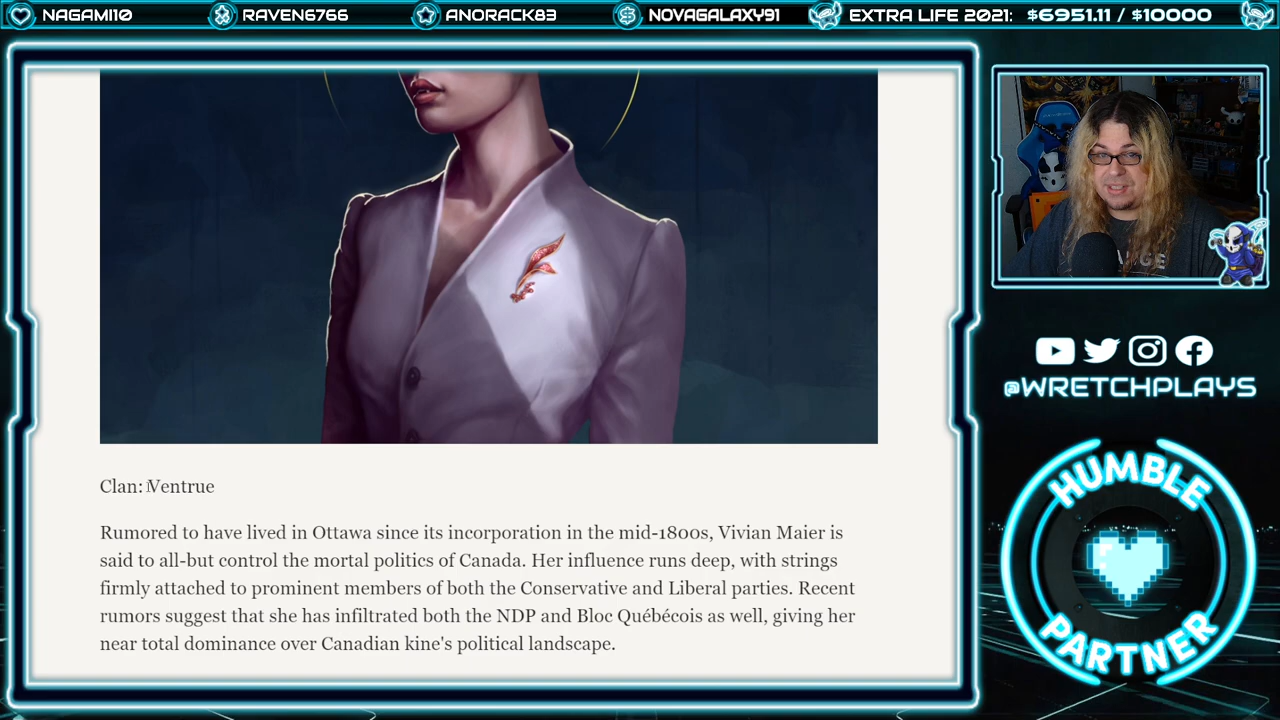 NAGAMI10
RAVEN6766
ANORACK83
NOVAGALAXY91
EXTRA LIFE 2021: $6951.11 / $10000
Clan: Ventrue
Rumored to have lived in Ottawa since its incorporation in the mid-1800s, Vivian Maier is
said to all-but control the mortal politics of Canada. Her influence runs deep, with strings
firmly attached to prominent members of both the Conservative and Liberal parties. Recent
rumors suggest that she has infiltrated both the NDP and Bloc Québécois as well, giving her
near total dominance over Canadian kine's political landscape.
@WRETCHPLAYS
HUMBLE
PARTNER